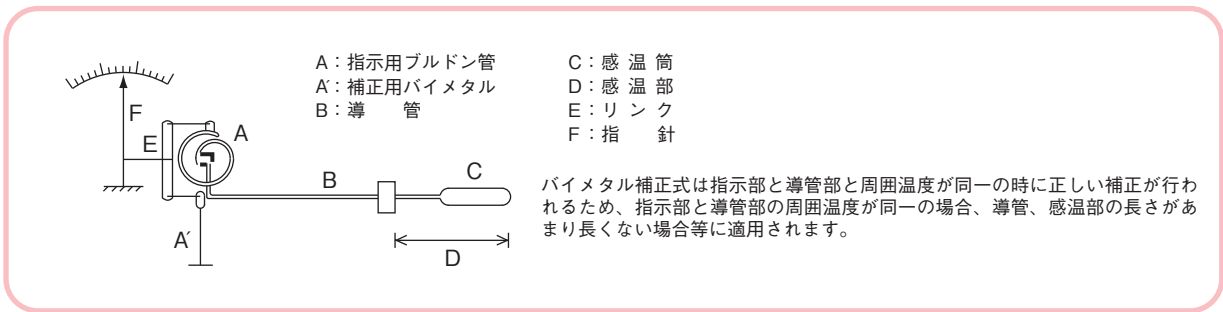 A：指示用ブルドン管
A´：補正用バイメタル
B：導　　管
C：感 温 筒
D：感 温 部
E：リ ン ク
F：指　　針
F
E
A
B
C
A´
D
バイメタル補正式は指示部と導管部と周囲温度が同一の時に正しい補正が行わ
れるため、指示部と導管部の周囲温度が同一の場合、導管、感温部の長さがあ
まり長くない場合等に適用されます。